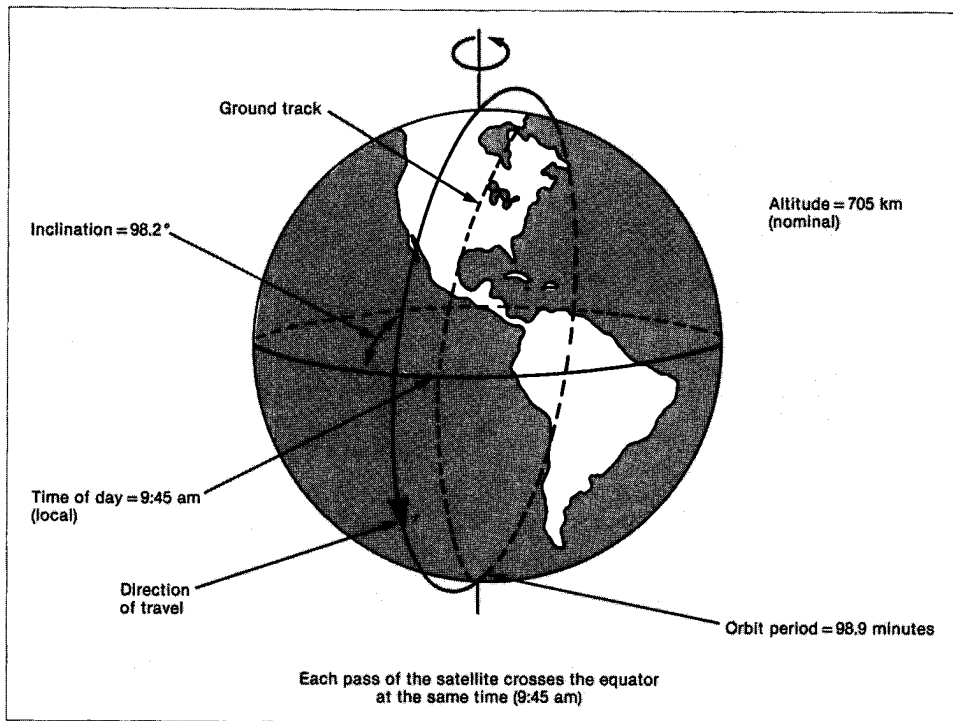 Ground track
Altitude = 705 km
(nominal)
Inclination = 98.2°
Time of day = 9:45 am
(local)
Direction
of travel
Orbit period = 98.9 minutes
Each pass of the satellite crosses the equator
at the same time (9:45 am)